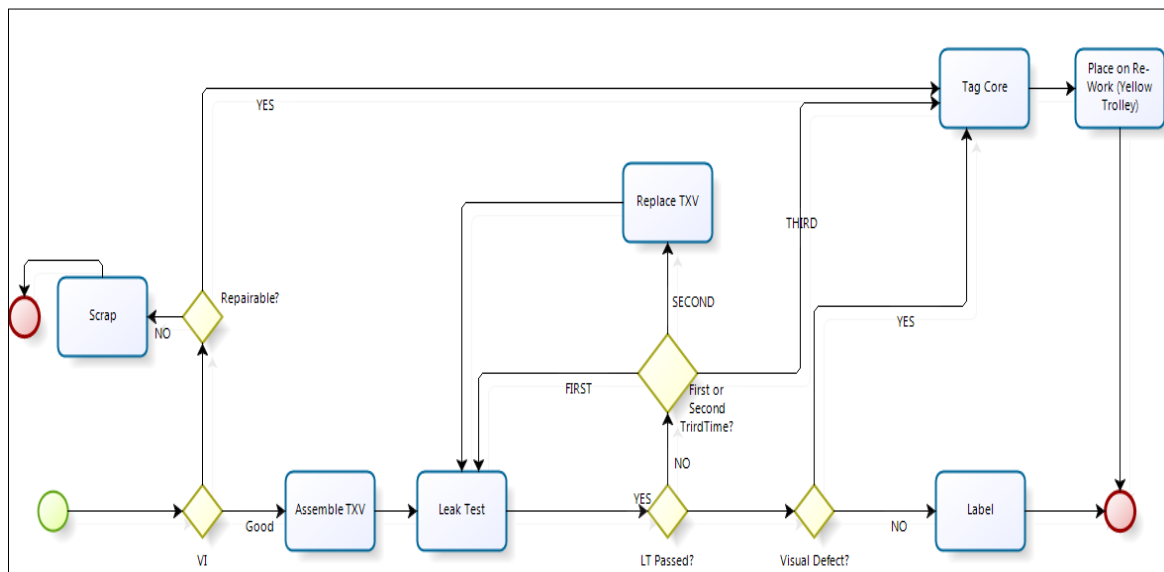 YES
Tag Core
Place on Re-
Work (Yellow
Trolley)
Replace TXV
THIRD
Repairable?
SECOND
Scrap
NO
YES
FIRST
First or
Second
TrirdTime?
NO
Good
Assemble TXV
Leak Test
YES
NO
Label
VI
LT Passed?
Visual Defect?